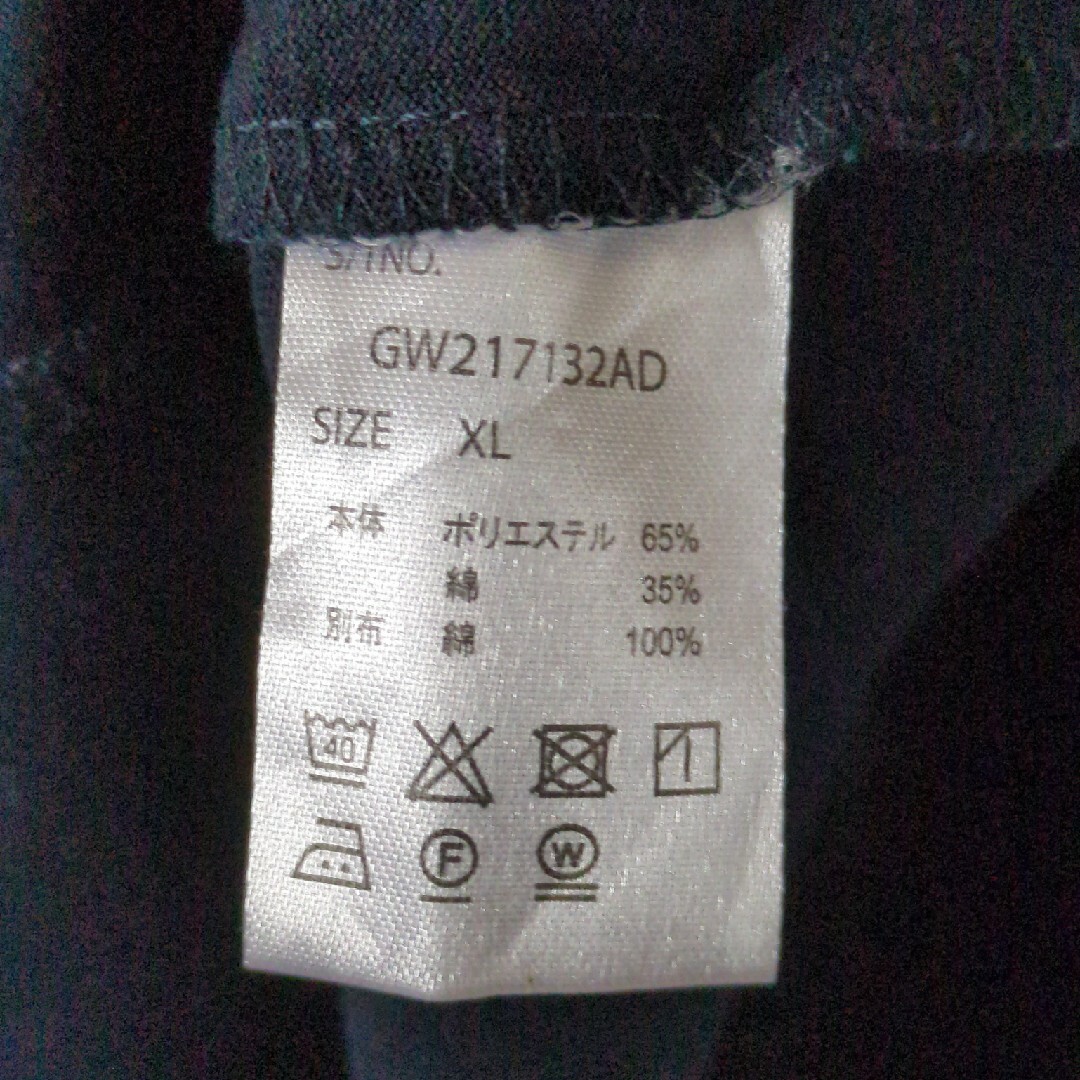 S/TNO.
GW217132AD
SIZE XL
本体 ポリエステル 65%
綿 35%
別布 綿 100%
40
F W